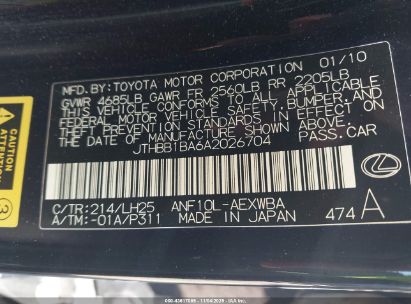 MFD. BY: TOYOTA MOTOR CORPORATION 01/10
GVWR 4685LB GAWR FR 2560LB RR 2205LB
THIS VEHICLE CONFORMS TO ALL APPLICABLE
FEDERAL MOTOR VEHICLE SAFETY, BUMPER, AND
THEFT PREVENTION STANDARDS IN EFFECT ON
THE DATE OF MANUFACTURE SHOWN ABOVE.
JTHBB1BA6A2026704
C/TR:214/LH25 ANF10L-AEXWBA
A/TM:-01A/P311 MADE IN JAPAN 474 A
CAUTION
3